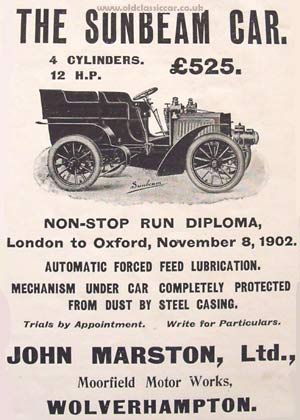 www.oldclassiccar.co.uk
THE SUNBEAM CAR.
4 CYLINDERS.
12 H.P.
£525.
Sunbeam
NON-STOP RUN DIPLOMA,
London to Oxford, November 8, 1902.
AUTOMATIC FORCED FEED LUBRICATION.
MECHANISM UNDER CAR COMPLETELY PROTECTED
FROM DUST BY STEEL CASING.
Trials by Appointment. Write for Particulars.
JOHN MARSTON, Ltd.,
Moorfield Motor Works,
WOLVERHAMPTON.